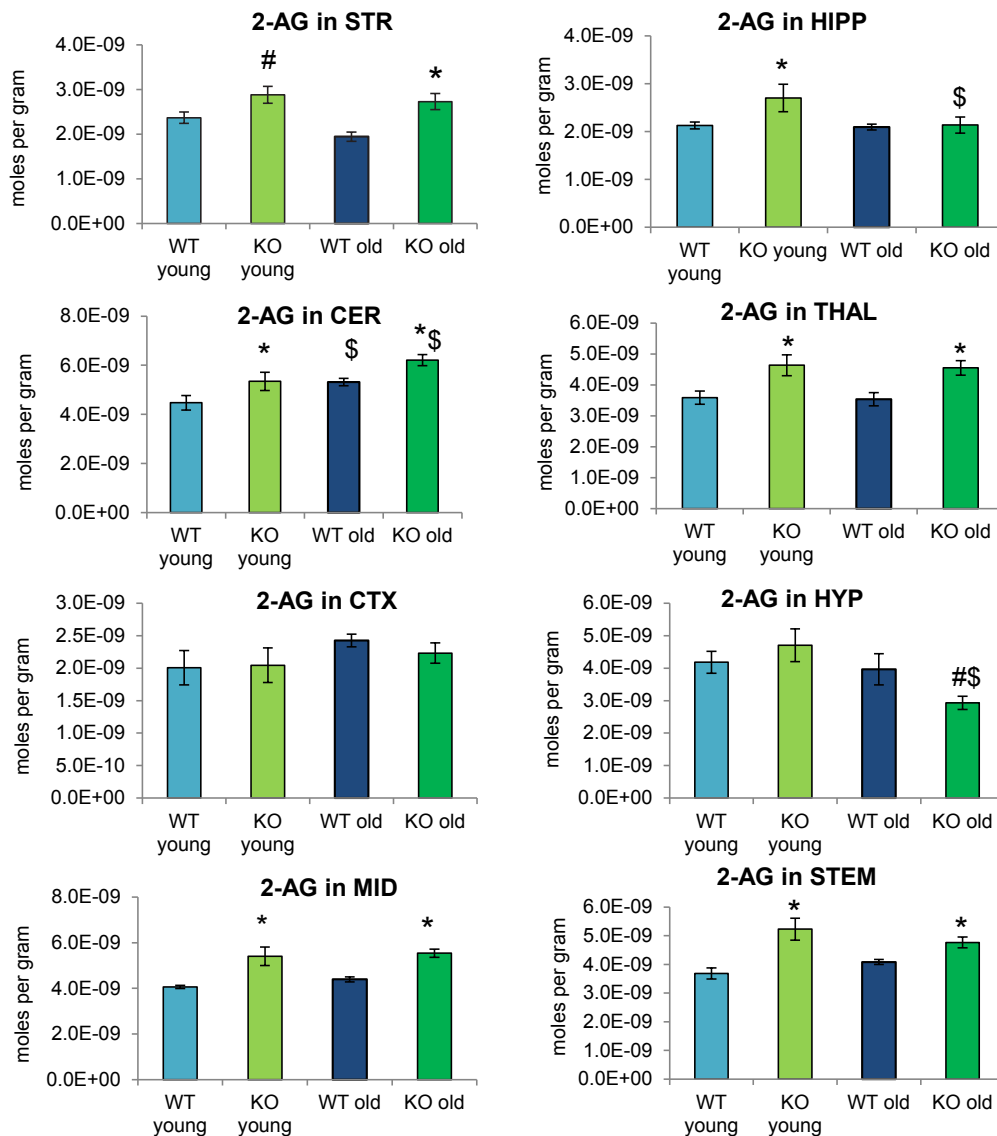 2-AG in STR
4.0E-09
3.0E-09
2.0E-09
1.0E-09
0.0E+00
moles per gram
#
*
WT young
KO young
WT old
KO old
2-AG in HIPP
4.0E-09
3.0E-09
2.0E-09
1.0E-09
0.0E+00
moles per gram
*
$
WT young
KO young
WT old
KO old
2-AG in CER
8.0E-09
6.0E-09
4.0E-09
2.0E-09
0.0E+00
moles per gram
*
$
*$
WT young
KO young
WT old
KO old
2-AG in THAL
6.0E-09
5.0E-09
4.0E-09
3.0E-09
2.0E-09
1.0E-09
0.0E+00
moles per gram
*
*
WT young
KO young
WT old
KO old
2-AG in CTX
3.0E-09
2.5E-09
2.0E-09
1.5E-09
1.0E-09
5.0E-10
0.0E+00
moles per gram
WT young
KO young
WT old
KO old
2-AG in HYP
6.0E-09
5.0E-09
4.0E-09
3.0E-09
2.0E-09
1.0E-09
0.0E+00
moles per gram
#$
WT young
KO young
WT old
KO old
2-AG in MID
8.0E-09
6.0E-09
4.0E-09
2.0E-09
0.0E+00
moles per gram
*
*
WT young
KO young
WT old
KO old
2-AG in STEM
6.0E-09
5.0E-09
4.0E-09
3.0E-09
2.0E-09
1.0E-09
0.0E+00
moles per gram
*
*
WT young
KO young
WT old
KO old